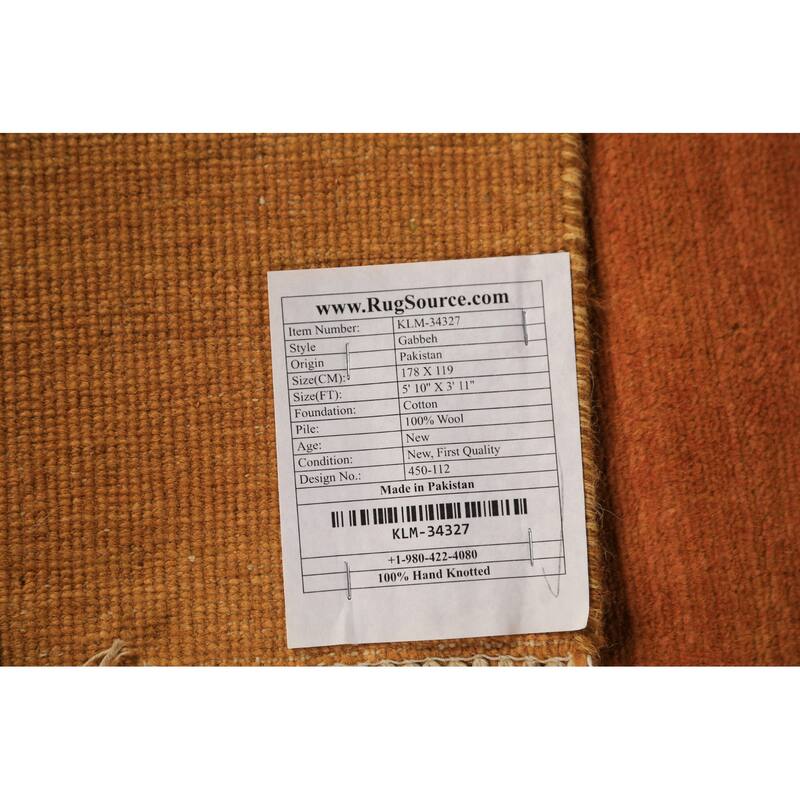 www.RugSource.com
Item Number: KLM-34327
Style Gabbeh
Origin Pakistan
Size(CM): 178 X 119
Size(FT): 5' 10" X 3' 11"
Foundation: Cotton
Pile: 100% Wool
Age: New
Condition: New, First Quality
Design No.: 450-112
Made in Pakistan
KLM-34327
+1-980-422-4080
100% Hand Knotted